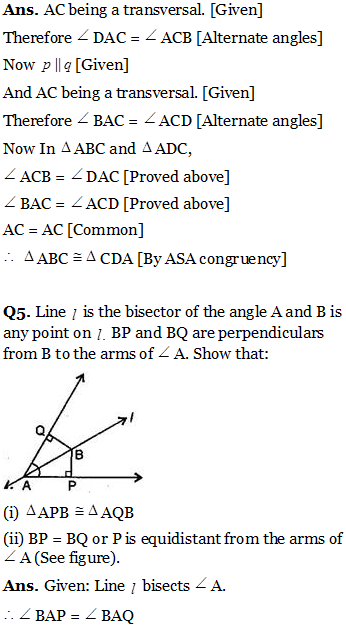 Ans. AC being a transversal. [Given]
Therefore ∠ DAC = ∠ ACB [Alternate angles]
Now p ∥ q [Given]
And AC being a transversal. [Given]
Therefore ∠ BAC = ∠ ACD [Alternate angles]
Now In Δ ABC and Δ ADC,
∠ ACB = ∠ DAC [Proved above]
∠ BAC = ∠ ACD [Proved above]
AC = AC [Common]
∴ Δ ABC ≅ Δ CDA [By ASA congruency]
Q5. Line l is the bisector of the angle A and B is
any point on l. BP and BQ are perpendiculars
from B to the arms of ∠ A. Show that:
l
Q
B
A
P
(i) Δ APB ≅ Δ AQB
(ii) BP = BQ or P is equidistant from the arms of
∠ A (See figure).
Ans. Given: Line l bisects ∠ A.
∴ ∠ BAP = ∠ BAQ